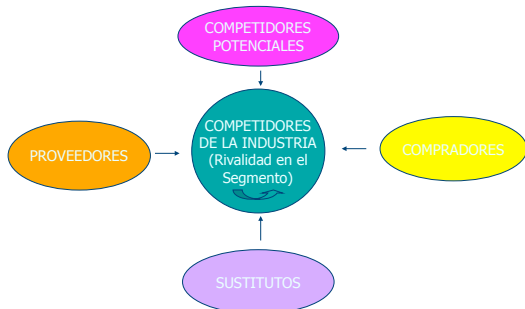 COMPETIDORES
POTENCIALES
COMPETIDORES
DE LA INDUSTRIA
(Rivalidad en el
Segmento)
PROVEEDORES
COMPRADORES
SUSTITUTOS